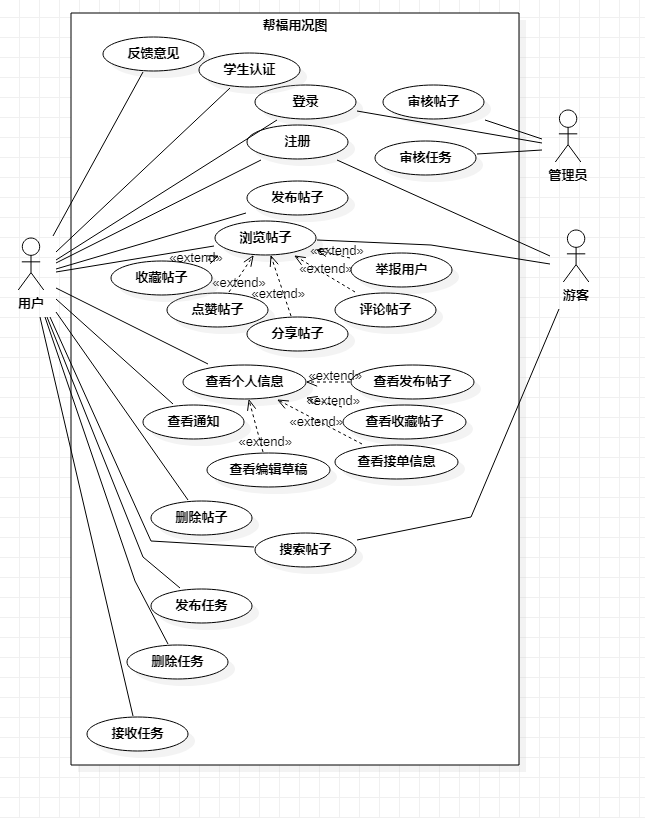 帮福用况图
反馈意见
学生认证
登录
审核帖子
注册
审核任务
管理员
发布帖子
浏览帖子
«extend»
«extend»
收藏帖子
«extend»
举报用户
«extend»
«extend»
点赞帖子
评论帖子
用户
游客
分享帖子
查看个人信息
«extend»
查看发布帖子
«extend»
查看通知
«extend»
查看收藏帖子
«extend»
查看编辑草稿
查看接单信息
删除帖子
搜索帖子
发布任务
删除任务
接收任务